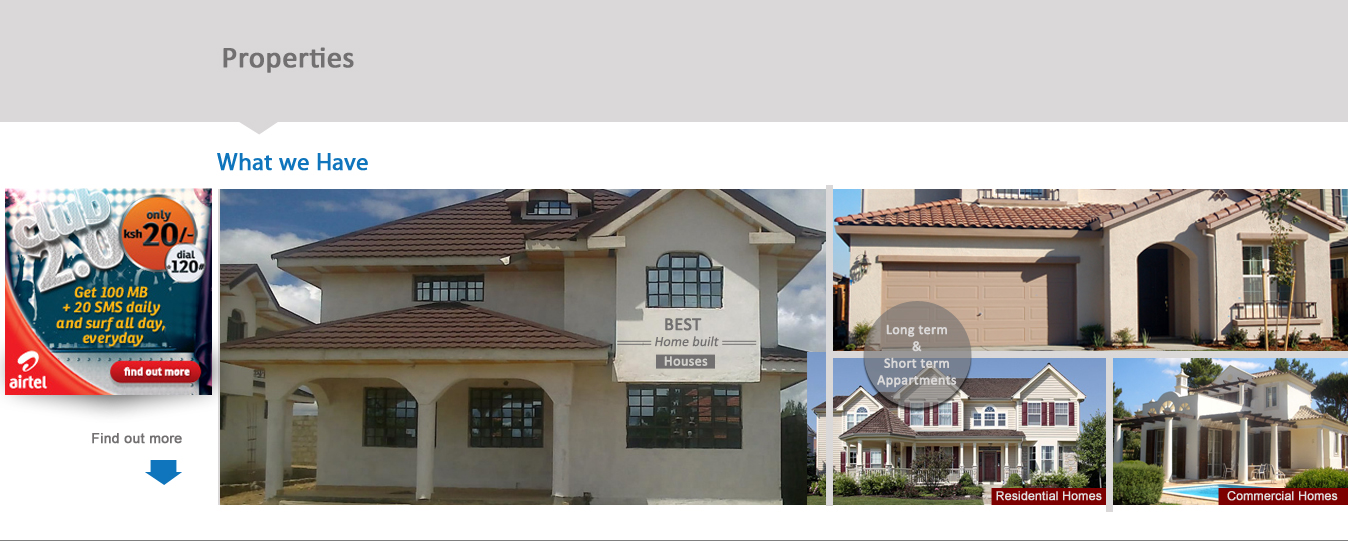 Properties
What we Have
club
2.0
only
ksh20/-
dial
*120#
Get 100 MB
+ 20 SMS daily
and surf all day,
everyday
airtel
find out more
Find out more
BEST
Home built
Houses
Long term
&
Short term
Appartments
Residential Homes
Commercial Homes